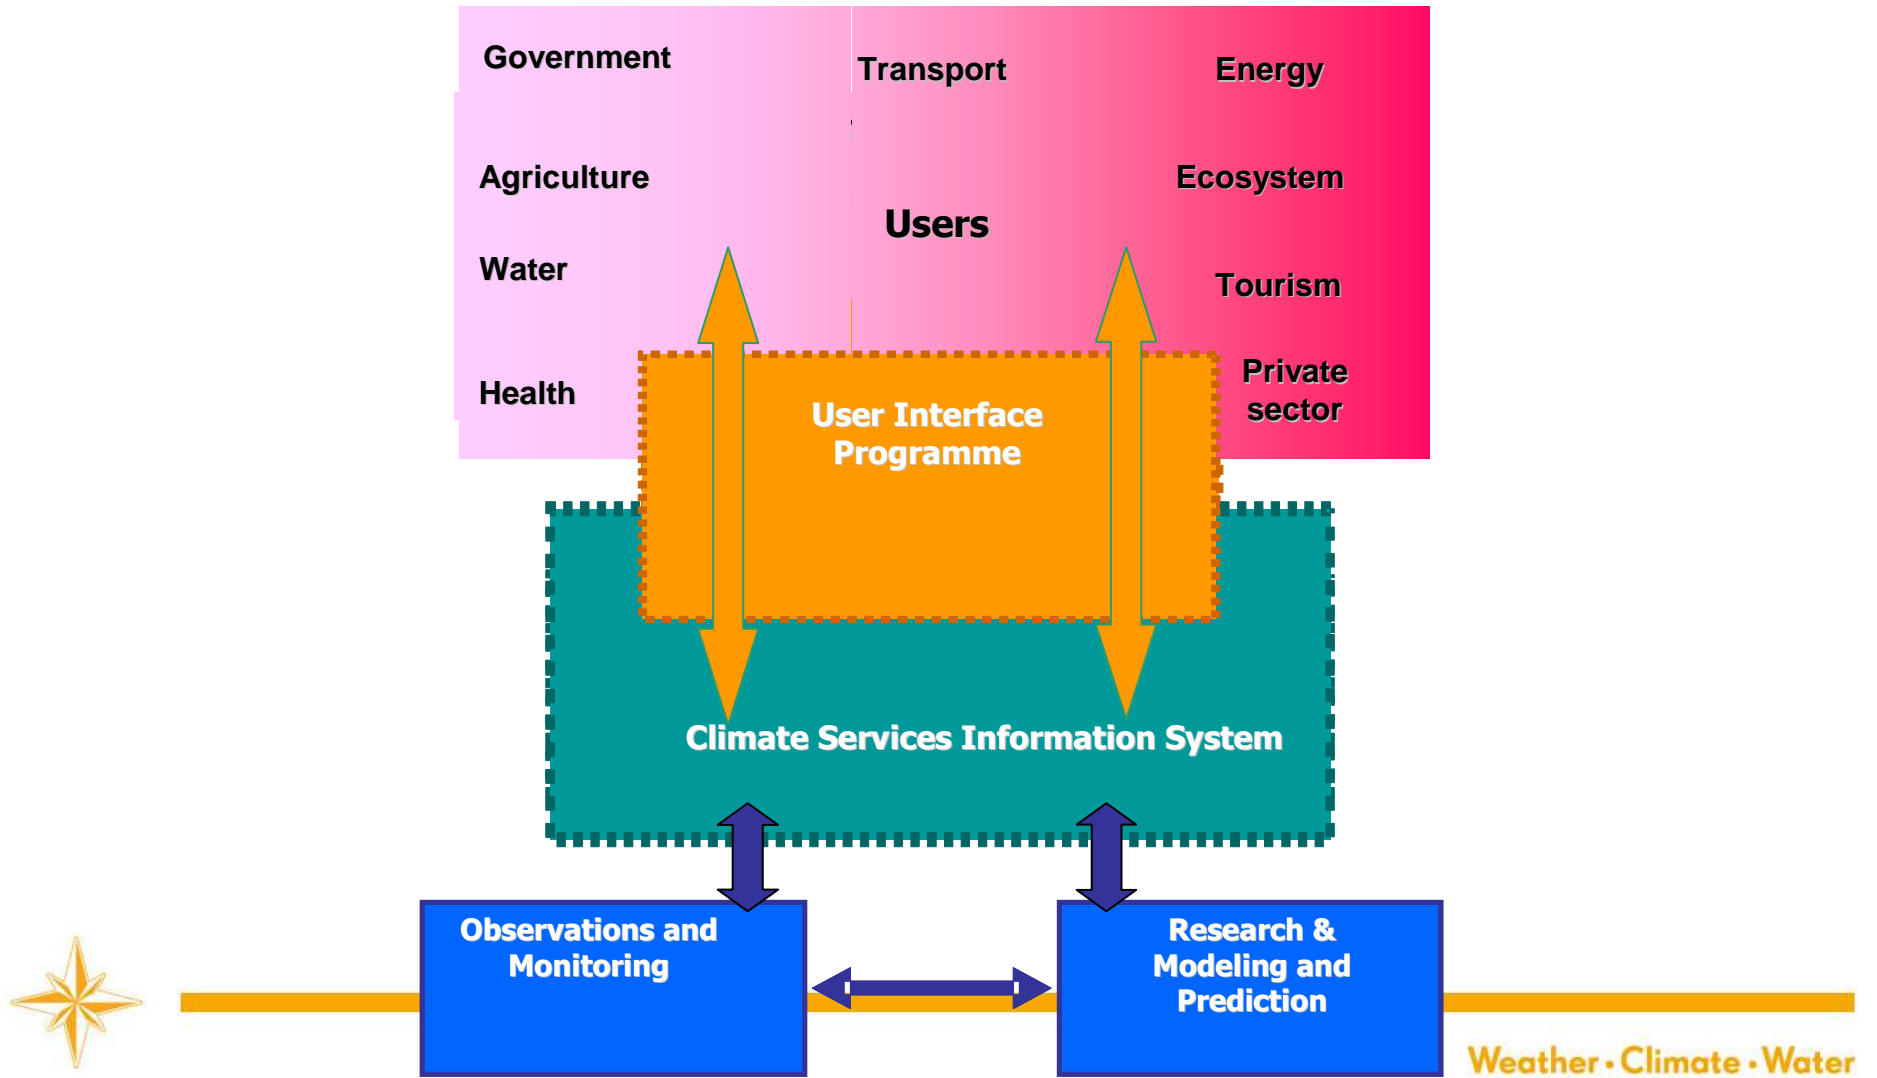 Government
Transport
Energy
Agriculture
Ecosystem
Users
Water
Tourism
Health
Private
sector
User Interface
Programme
Climate Services Information System
Observations and
Monitoring
Research &
Modeling and
Prediction
Weather · Climate · Water